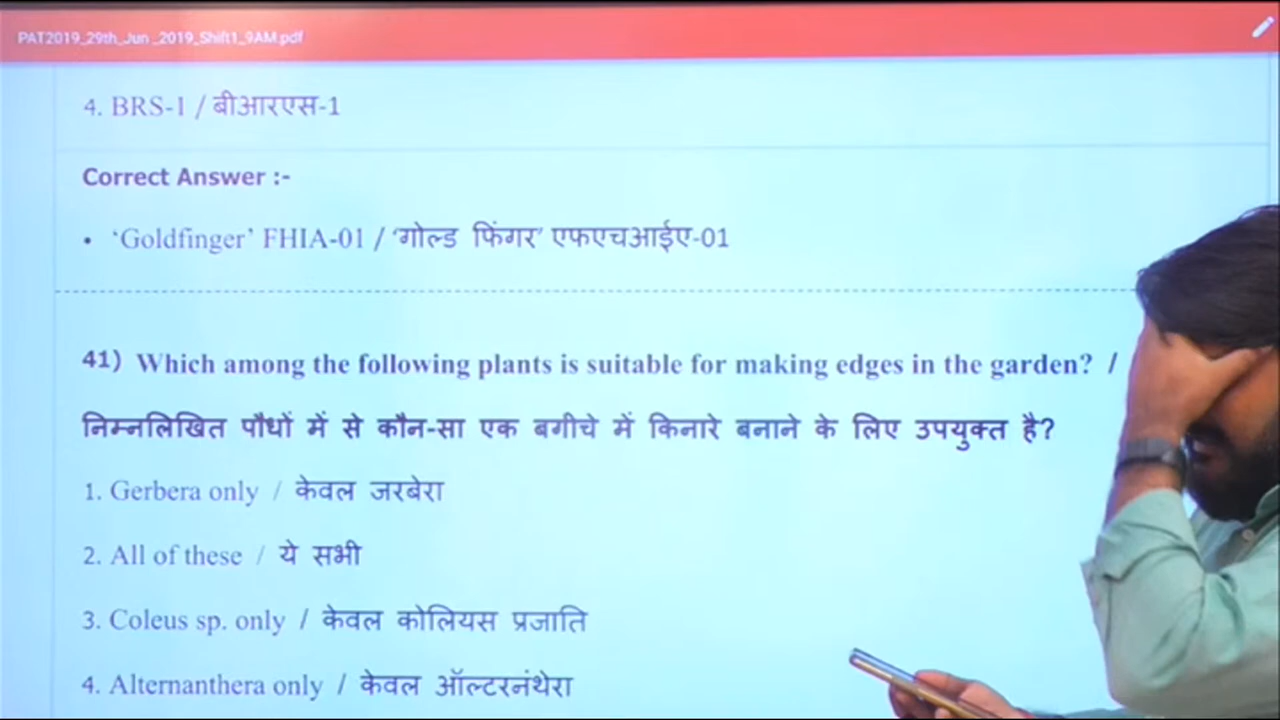 PAT2019_29th_Jun_2019_Shift1_9AM.pdf
4. BRS-1 / बीआरएस-1
Correct Answer :-
• ‘Goldfinger’ FHIA-01 / ‘गोल्ड फिंगर’ एफएचआईए-01
41) Which among the following plants is suitable for making edges in the garden? /
निम्नलिखित पौधों में से कौन-सा एक बगीचे में किनारे बनाने के लिए उपयुक्त है?
1. Gerbera only / केवल जरबेरा
2. All of these / ये सभी
3. Coleus sp. only / केवल कोलियस प्रजाति
4. Alternanthera only / केवल ऑल्टरनंथेरा